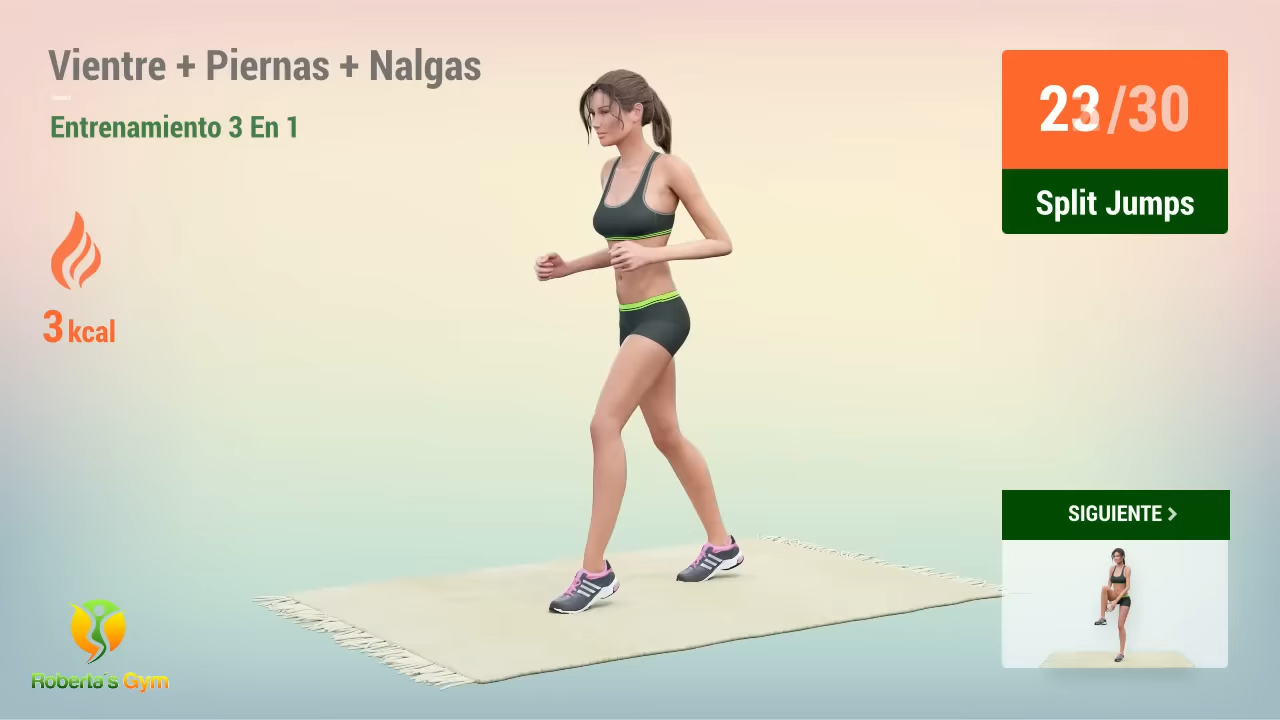 Vientre + Piernas + Nalgas
Entrenamiento 3 En 1
23/30
Split Jumps
3 kcal
SIGUIENTE >
Roberta's Gym